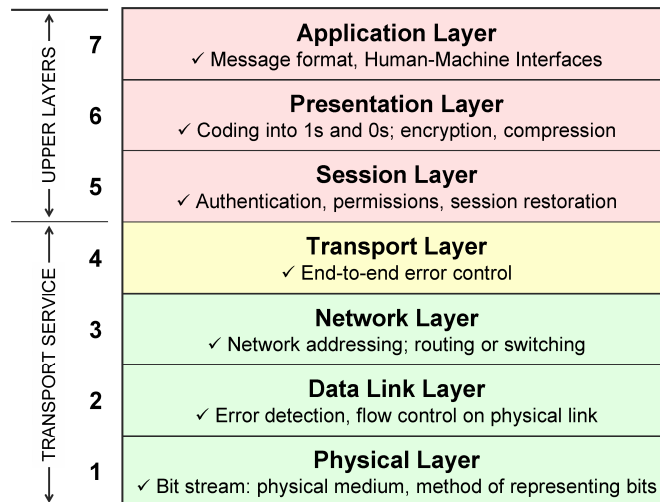 UPPER LAYERS
7
Application Layer
✓ Message format, Human-Machine Interfaces
6
Presentation Layer
✓ Coding into 1s and 0s; encryption, compression
5
Session Layer
✓ Authentication, permissions, session restoration
TRANSPORT SERVICE
4
Transport Layer
✓ End-to-end error control
3
Network Layer
✓ Network addressing; routing or switching
2
Data Link Layer
✓ Error detection, flow control on physical link
1
Physical Layer
✓ Bit stream: physical medium, method of representing bits